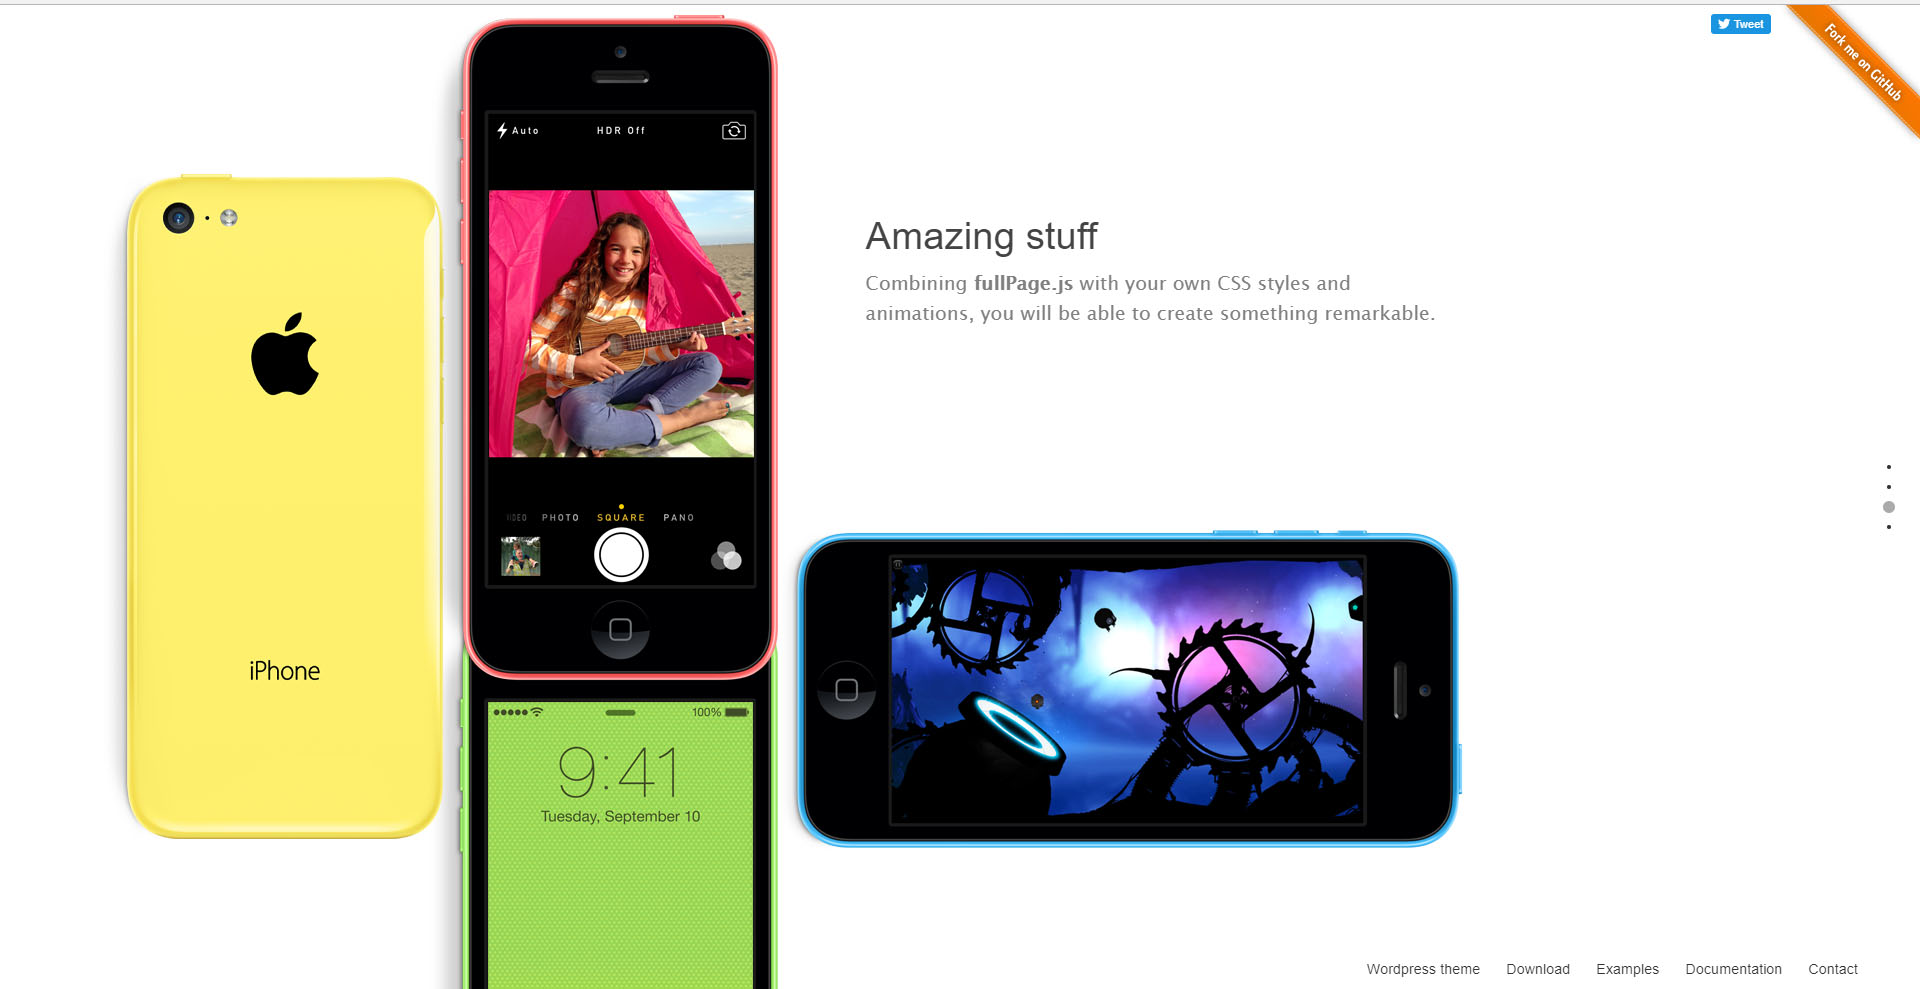 Tweet
Fork me on GitHub
Auto
HDR Off
Amazing stuff
Combining fullPage.js with your own CSS styles and
animations, you will be able to create something remarkable.
PHOTO
SQUARE
PANO
iPhone
100%
9:41
Tuesday, September 10
Wordpress theme
Download
Examples
Documentation
Contact